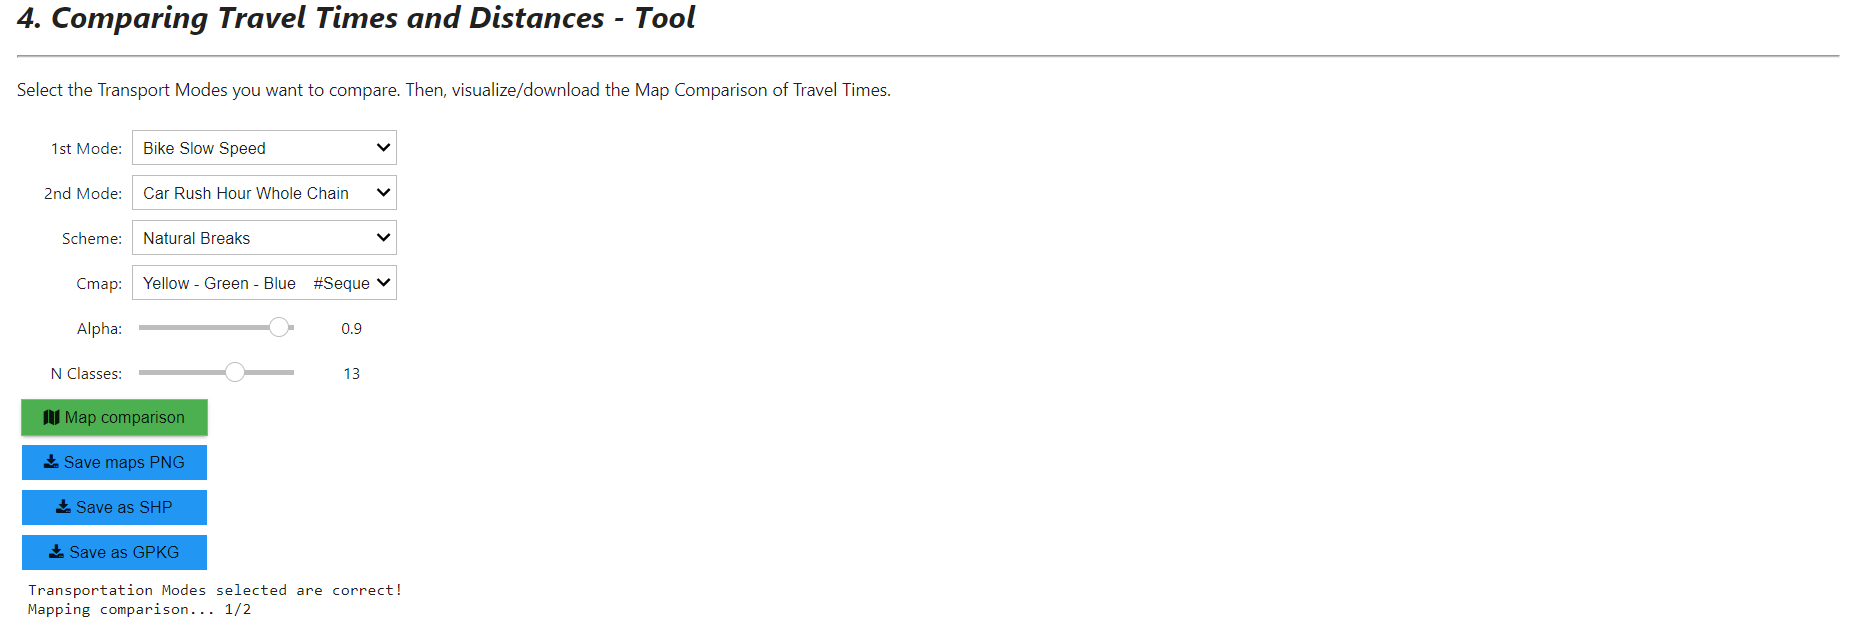 4. Comparing Travel Times and Distances - Tool
Select the Transport Modes you want to compare. Then, visualize/download the Map Comparison of Travel Times.
1st Mode: Bike Slow Speed
2nd Mode: Car Rush Hour Whole Chain
Scheme: Natural Breaks
Cmap: Yellow - Green - Blue #Seque
Alpha: 0.9
N Classes: 13
Map comparison
Save maps PNG
Save as SHP
Save as GPKG
Transportation Modes selected are correct!
Mapping comparison... 1/2